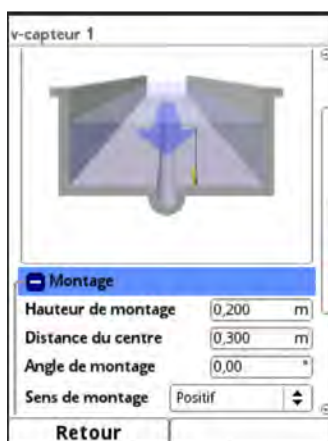 v-capteur 1
Montage
Hauteur de montage 0,200 m
Distance du centre 0,300 m
Angle de montage 0,00 °
Sens de montage Positif
Retour